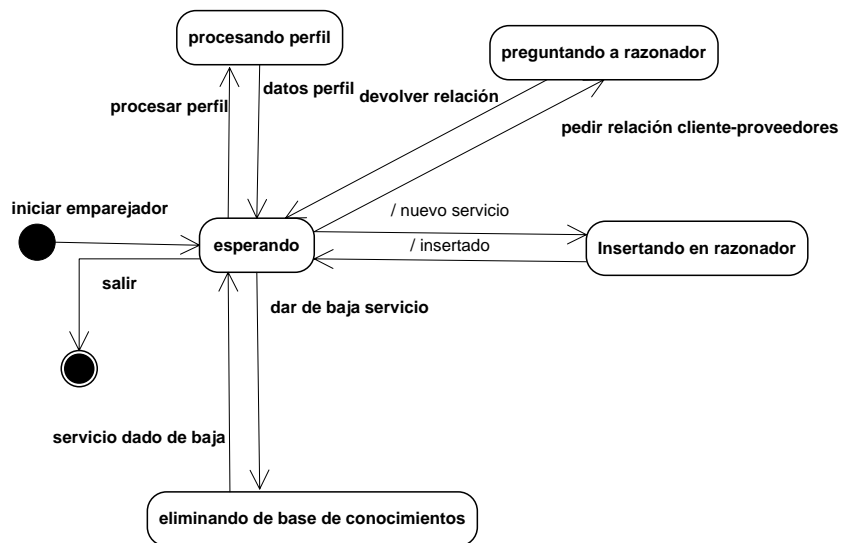 procesando perfil
preguntando a razonador
datos perfil
devolver relación
procesar perfil
pedir relación cliente-proveedores
iniciar emparejador
/ nuevo servicio
esperando
/ insertado
Insertando en razonador
salir
dar de baja servicio
servicio dado de baja
eliminando de base de conocimientos